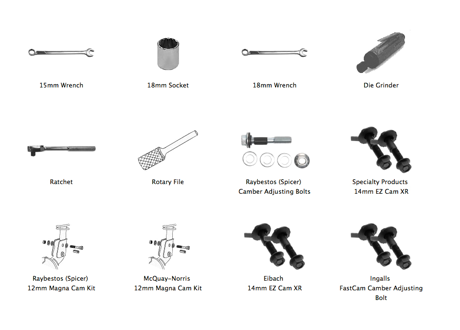 15mm Wrench
18mm Socket
18mm Wrench
Die Grinder
Ratchet
Rotary File
Raybestos (Spicer)
Camber Adjusting Bolts
Specialty Products
14mm EZ Cam XR
Raybestos (Spicer)
12mm Magna Cam Kit
McQuay-Norris
12mm Magna Cam Kit
Eibach
14mm EZ Cam XR
Ingalls
FastCam Camber Adjusting
Bolt